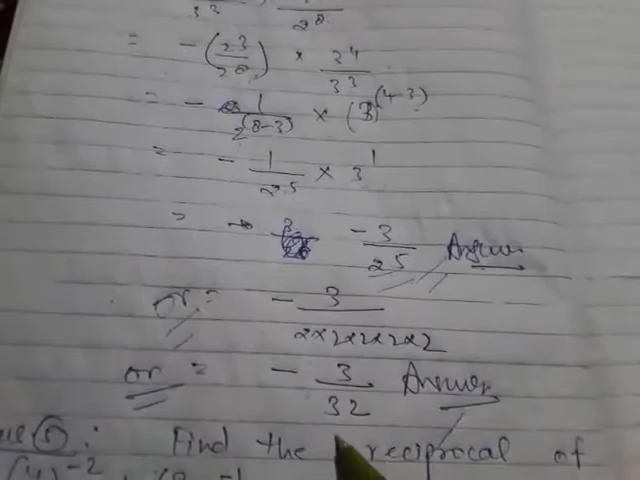 = - (2³/2⁸) × 3⁴/3³
= - 1/2^(8-3) × (3)^(4-3)
= - 1/2⁵ × 3¹
= -3/2⁵ Answer
or = - 3/2×2×2×2×2
or = - 3/32 Answer
Find the reciprocal of